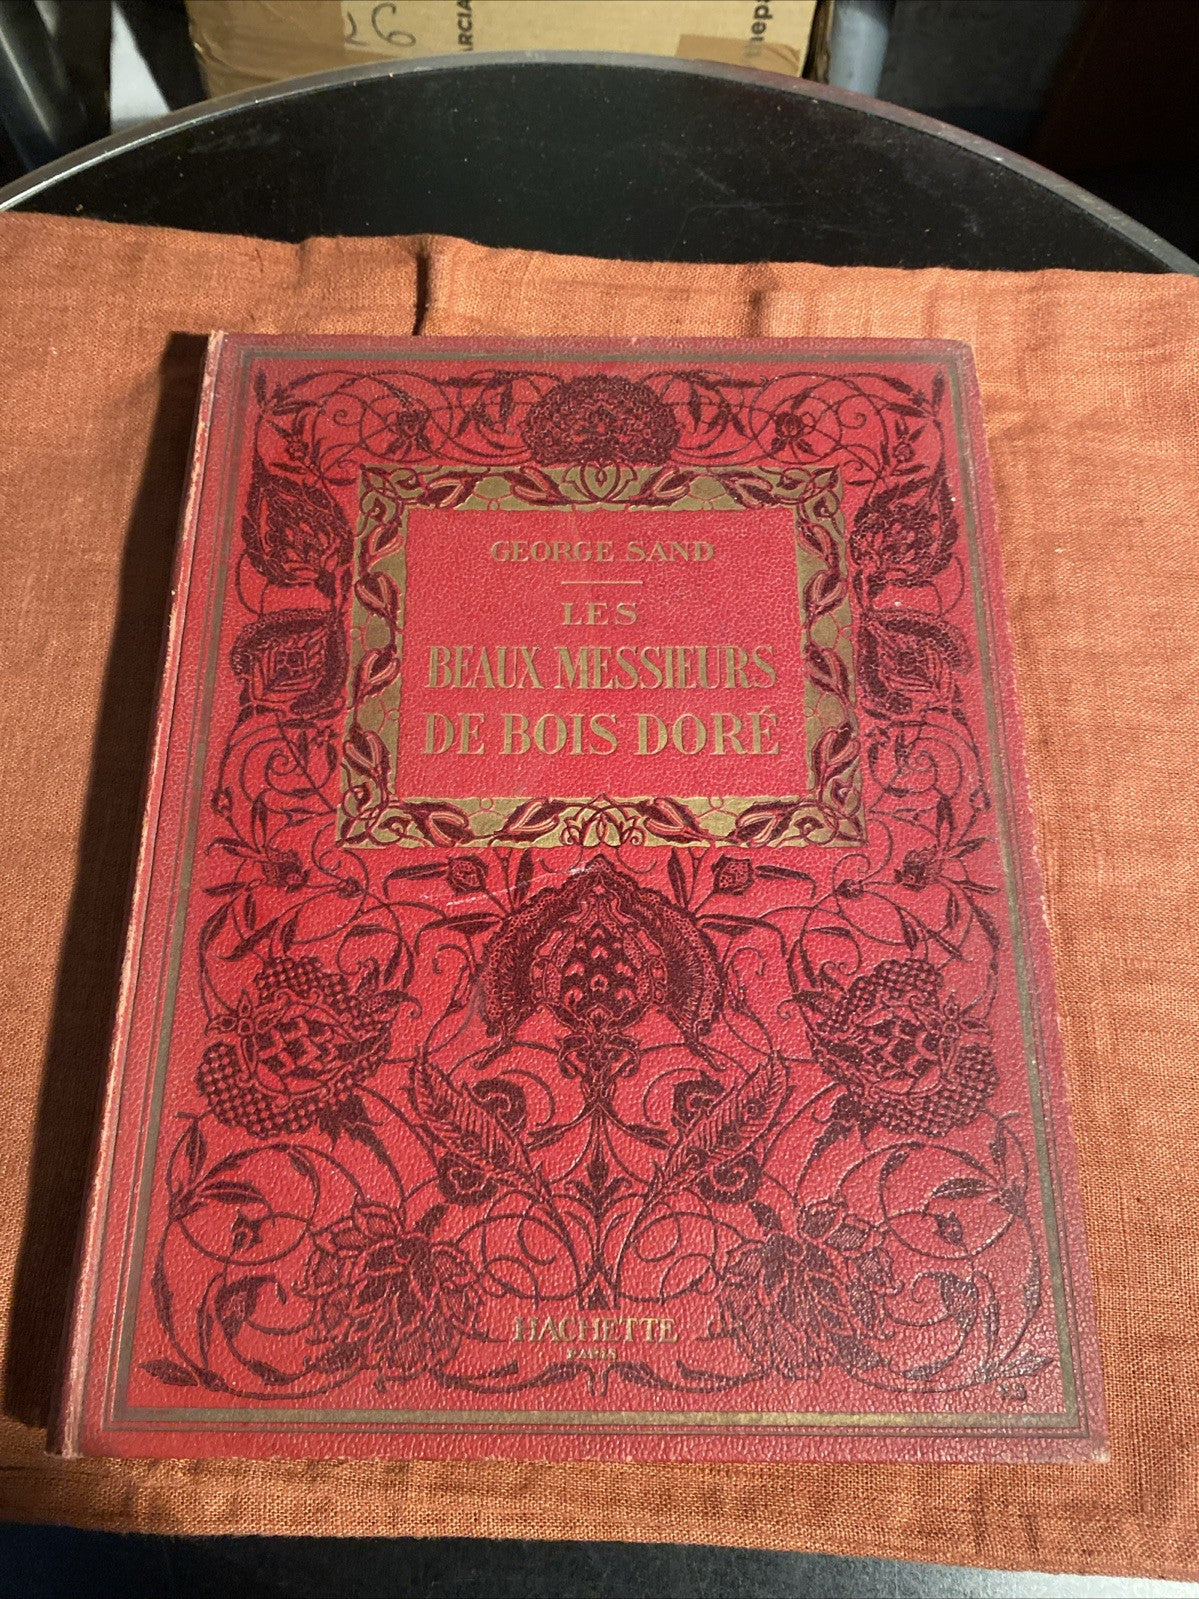 GEORGE SAND
LES
BEAUX MESSIEURS
DE BOIS DORÉ
HACHETTE
PARIS